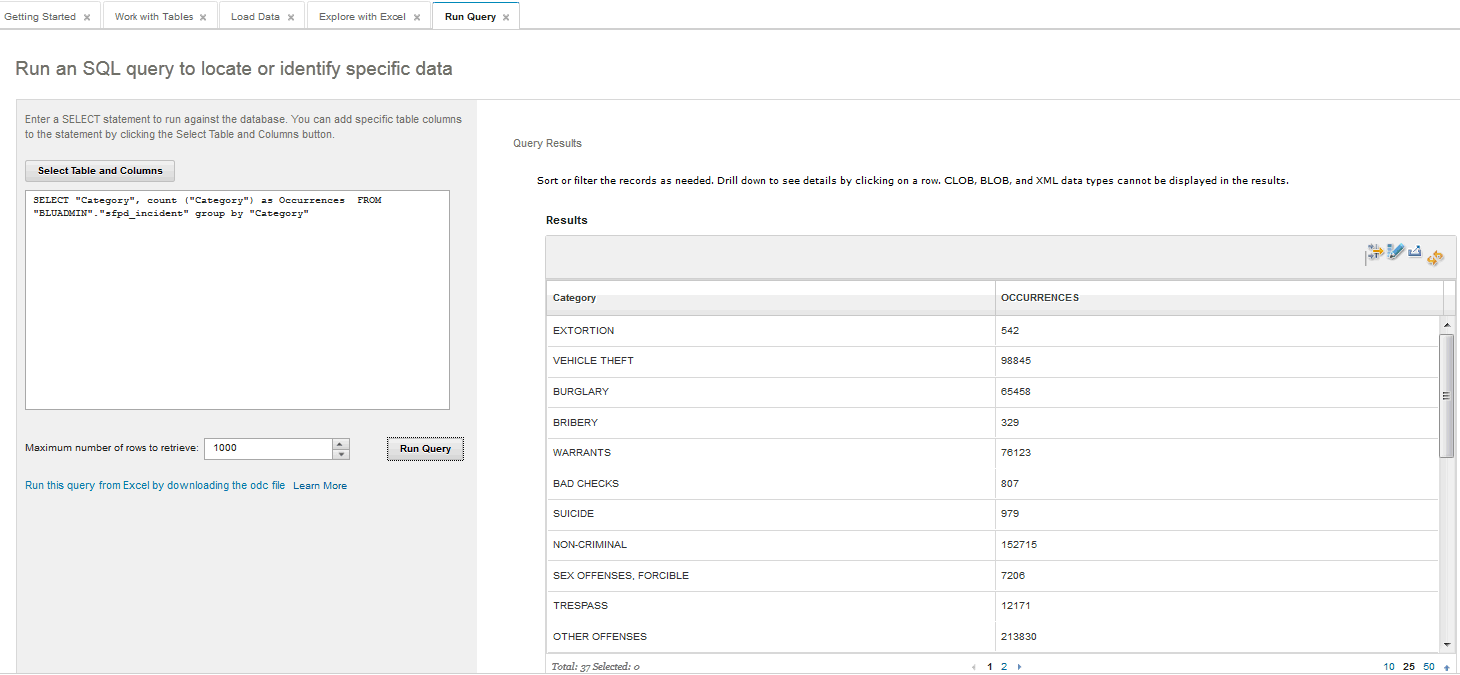 Getting Started × Work with Tables × Load Data × Explore with Excel × Run Query ×
Run an SQL query to locate or identify specific data
Enter a SELECT statement to run against the database. You can add specific table columns
to the statement by clicking the Select Table and Columns button.
Select Table and Columns
SELECT "Category", count ("Category") as Occurrences  FROM
"BLUADMIN"."sfpd_incident" group by "Category"
Maximum number of rows to retrieve: 1000 Run Query
Run this query from Excel by downloading the odc file Learn More
Query Results
Sort or filter the records as needed. Drill down to see details by clicking on a row. CLOB, BLOB, and XML data types cannot be displayed in the results.
Results
Category OCCURRENCES
EXTORTION 542
VEHICLE THEFT 98845
BURGLARY 65458
BRIBERY 329
WARRANTS 76123
BAD CHECKS 807
SUICIDE 979
NON-CRIMINAL 152715
SEX OFFENSES, FORCIBLE 7206
TRESPASS 12171
OTHER OFFENSES 213830
Total: 37 Selected: 0 1 2 10 25 50